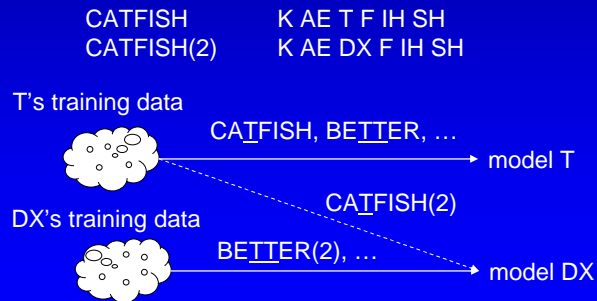 CATFISH K AE T F IH SH
CATFISH(2) K AE DX F IH SH
T's training data
CATFISH, BETTER, …
model T
CATFISH(2)
DX's training data
BETTER(2), …
model DX